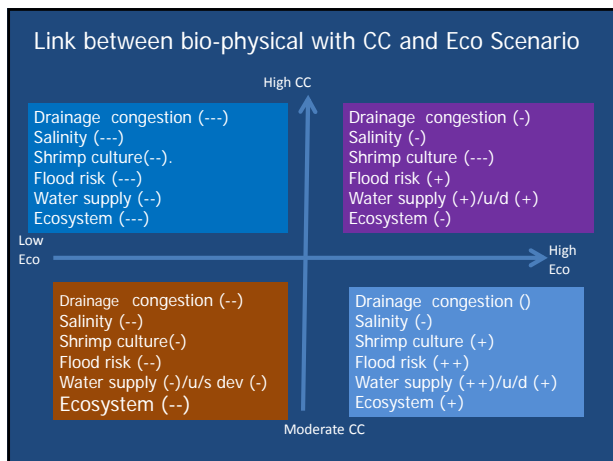 Link between bio-physical with CC and Eco Scenario
High CC
Drainage congestion (---)
Salinity (---)
Shrimp culture(--).
Flood risk (---)
Water supply (--)
Ecosystem (---)
Drainage congestion (-)
Salinity (-)
Shrimp culture (---)
Flood risk (+)
Water supply (+)/u/d (+)
Ecosystem (-)
Low
Eco
High
Eco
Drainage congestion (--)
Salinity (--)
Shrimp culture(-)
Flood risk (--)
Water supply (-)/u/s dev (-)
Ecosystem (--)
Drainage congestion ()
Salinity (-)
Shrimp culture (+)
Flood risk (++)
Water supply (++)/u/d (+)
Ecosystem (+)
Moderate CC